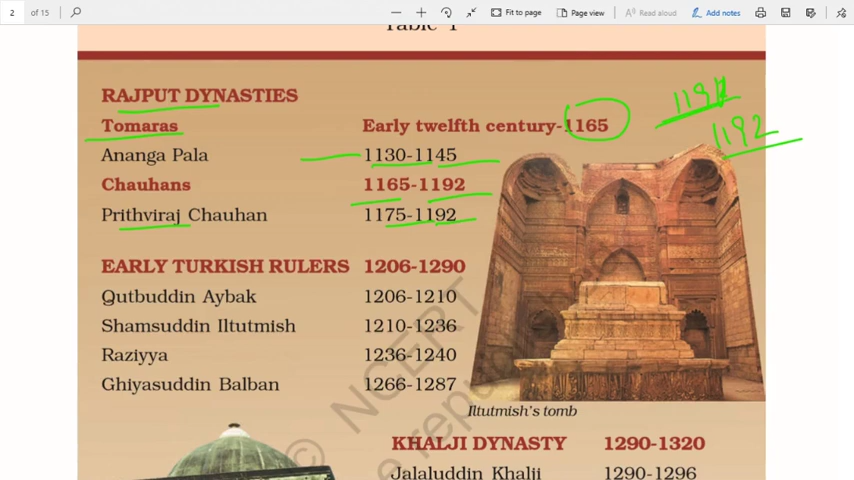 2 of 15
Fit to page
Page view
Read aloud
Add notes
Table 1
RAJPUT DYNASTIES
Tomaras Early twelfth century-1165
Ananga Pala 1130-1145
Chauhans 1165-1192
Prithviraj Chauhan 1175-1192
1192
EARLY TURKISH RULERS 1206-1290
Qutbuddin Aybak 1206-1210
Shamsuddin Iltutmish 1210-1236
Raziyya 1236-1240
Ghiyasuddin Balban 1266-1287
Iltutmish's tomb
KHALJI DYNASTY 1290-1320
Jalaluddin Khalji 1290-1296
© NCERT